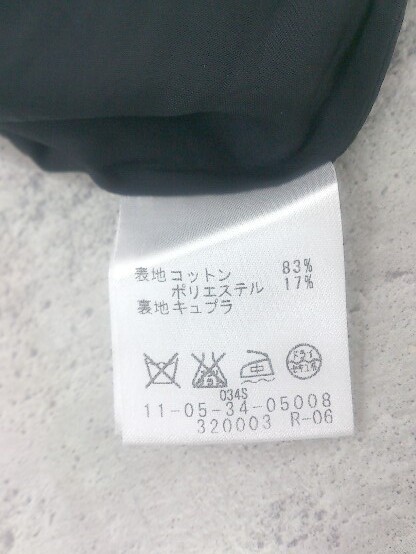 表地コットン 83%
ポリエステル 17%
裏地キュプラ
034S
11-05-34-05008
320003 R-06